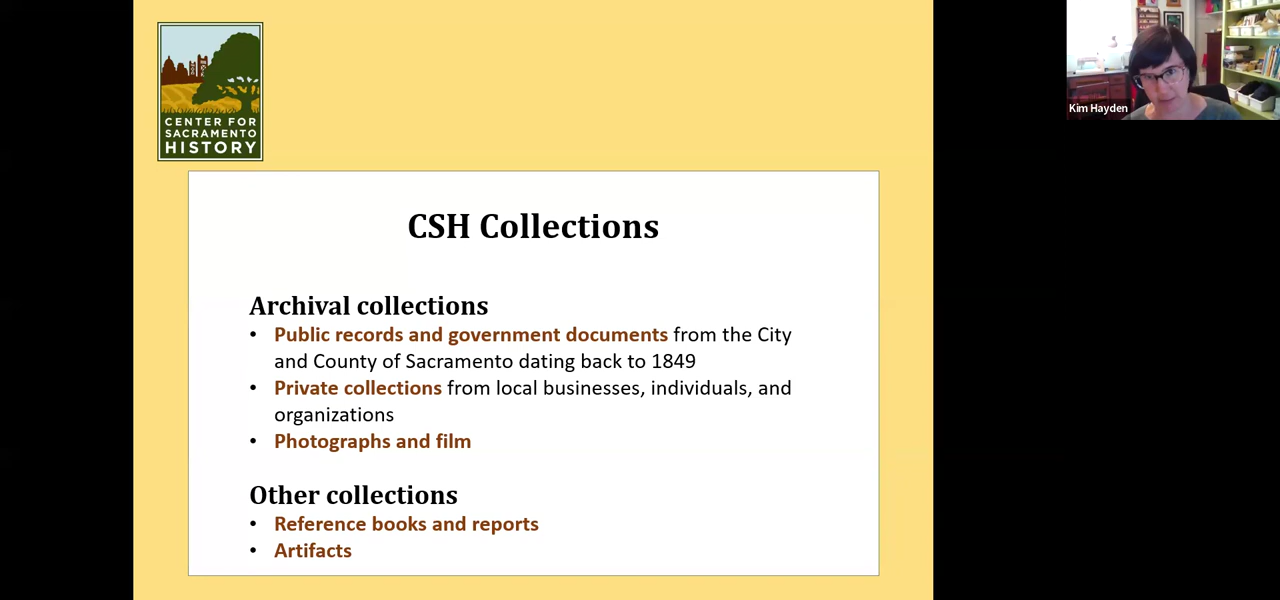 CENTER FOR
SACRAMENTO
HISTORY
Kim Hayden
CSH Collections
Archival collections
• Public records and government documents from the City
and County of Sacramento dating back to 1849
• Private collections from local businesses, individuals, and
organizations
• Photographs and film
Other collections
• Reference books and reports
• Artifacts